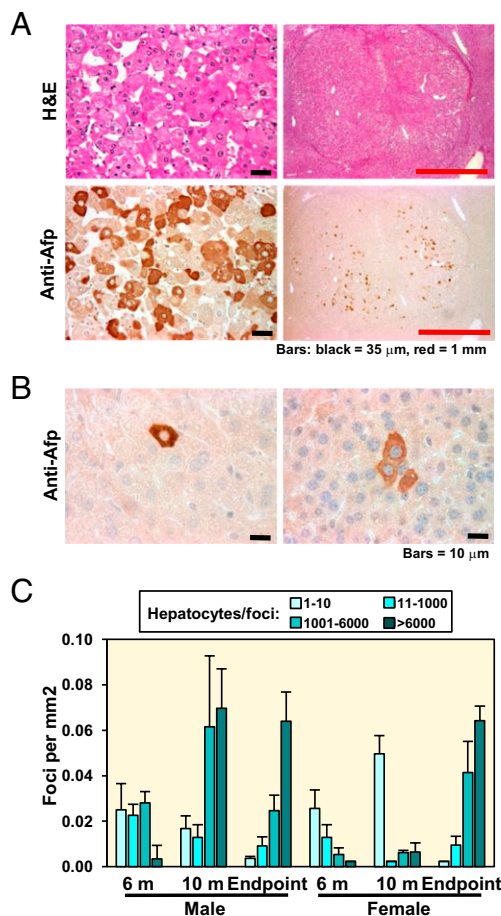 A
H&E
Anti-Afp
Bars: black = 35 µm, red = 1 mm
B
Anti-Afp
Bars = 10 µm
C
Hepatocytes/foci:
1-10
11-1000
1001-6000
>6000
Foci per mm2
0.10
0.08
0.06
0.04
0.02
0.00
6 m 10 m Endpoint 6 m 10 m Endpoint
Male Female